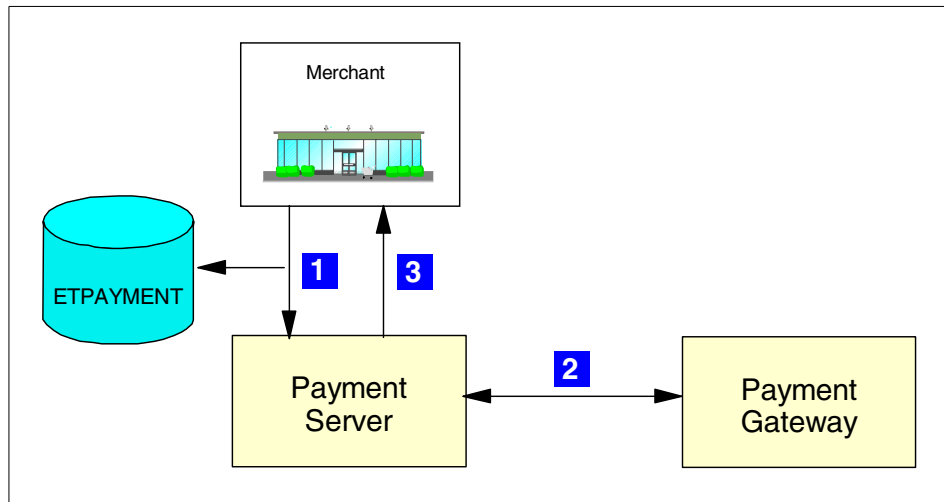 Merchant
1
3
ETPAYMENT
2
Payment
Server
Payment
Gateway